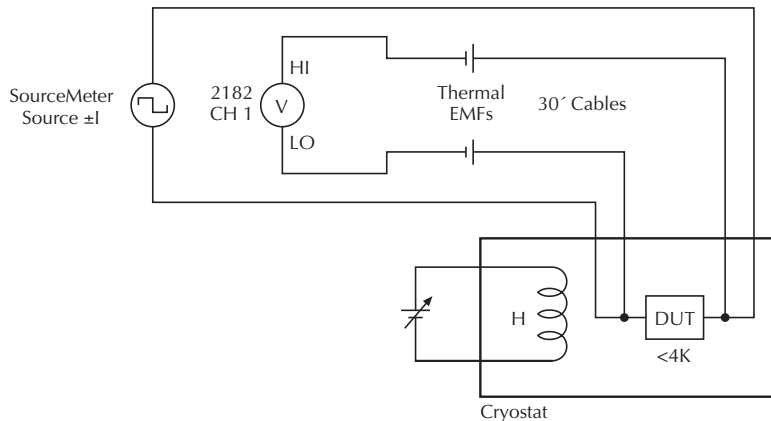 SourceMeter
Source ±I
2182
CH 1
HI
V
LO
Thermal
EMFs
30´ Cables
H
DUT
<4K
Cryostat